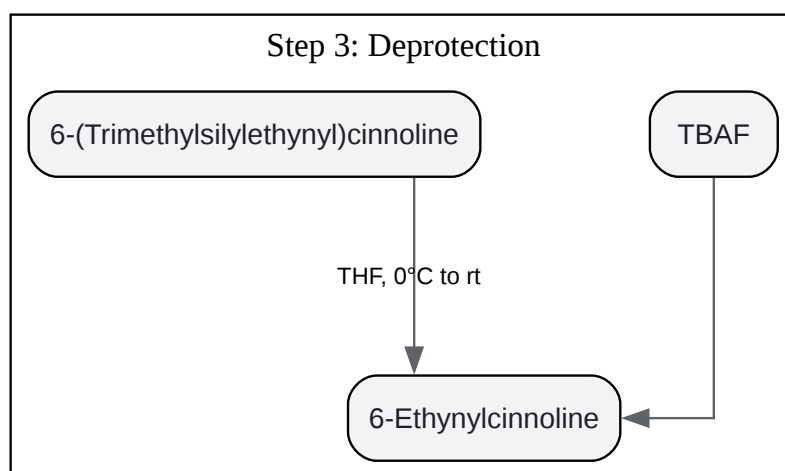 Step 3: Deprotection
6-(Trimethylsilylethynyl)cinnoline
TBAF
THF, 0°C to rt
6-Ethynylcinnoline